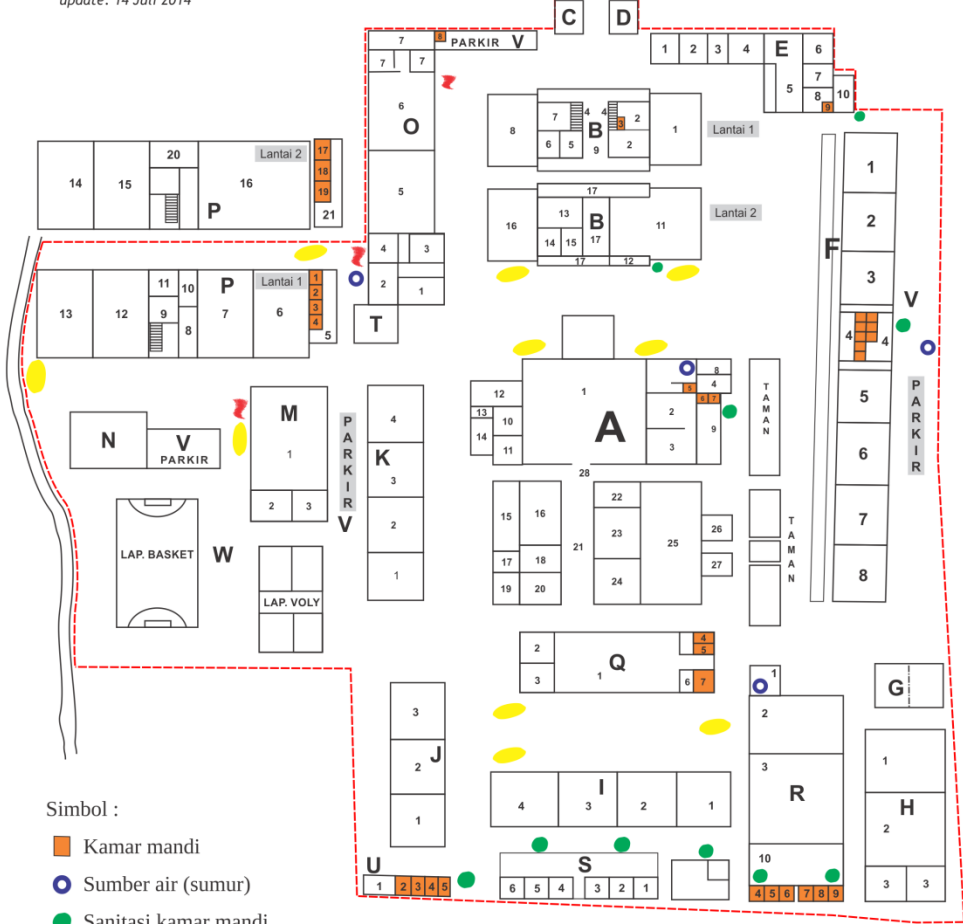 update: 14 Juli 2014
C D
7 8 PARKIR V
7 7
6
O
5
4 3
2 1
T
1 2 3 4 E 6
7
5 8 10
9
7 4 4 2
3
8 B 1
6 5 9 2
Lantai 1
17
13 B
16 11
14 15 17
17 12
Lantai 2
20 Lantai 2 17
14 15 16 18
P 19
21
11 10 P Lantai 1 1
2
13 12 9 7 6 3
8 4
5
1
2
F
3
V
4 4
5
6
7
8
PARKIR
12 1 8
5 4
13 10 6 7
14 2
A 9
11 3
28
TAMAN
15 16 22
23 25 26
21
17 18 27
19 20 24
TAMAN
M
1
2 3
PARKIR
V
4
K
3
2
1
N V
PARKIR
LAP. BASKET W
LAP. VOLY
2 4
Q 5
3 1 6 7
1
2
3
R
10
4 5 6 7 8 9
G
1
H
2
3 3
3
J
2
1
I
4 3 2 1
S
6 5 4 3 2 1
U
1 2 3 4 5
Simbol :
Kamar mandi
Sumber air (sumur)
Sanitasi kamar mandi